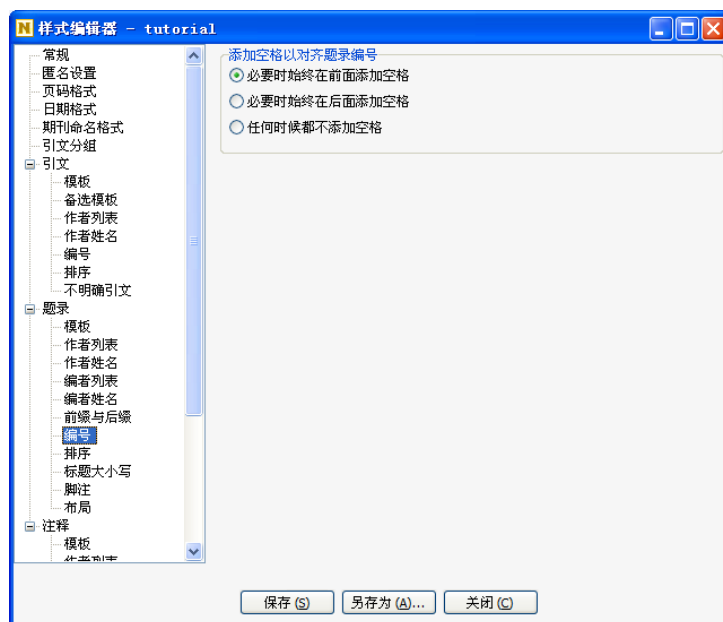 样式编辑器 - tutorial
常规
匿名设置
页码格式
日期格式
期刊命名格式
引文分组
引文
模板
备选模板
作者列表
作者姓名
编号
排序
不明确引文
题录
模板
作者列表
作者姓名
编者列表
编者姓名
前缀与后缀
编号
排序
标题大小写
脚注
布局
注释
模板
作者列表
添加空格以对齐题录编号
必要时始终在前面添加空格
必要时始终在后面添加空格
任何时候都不添加空格
保存(S)
另存为(A)...
关闭(C)